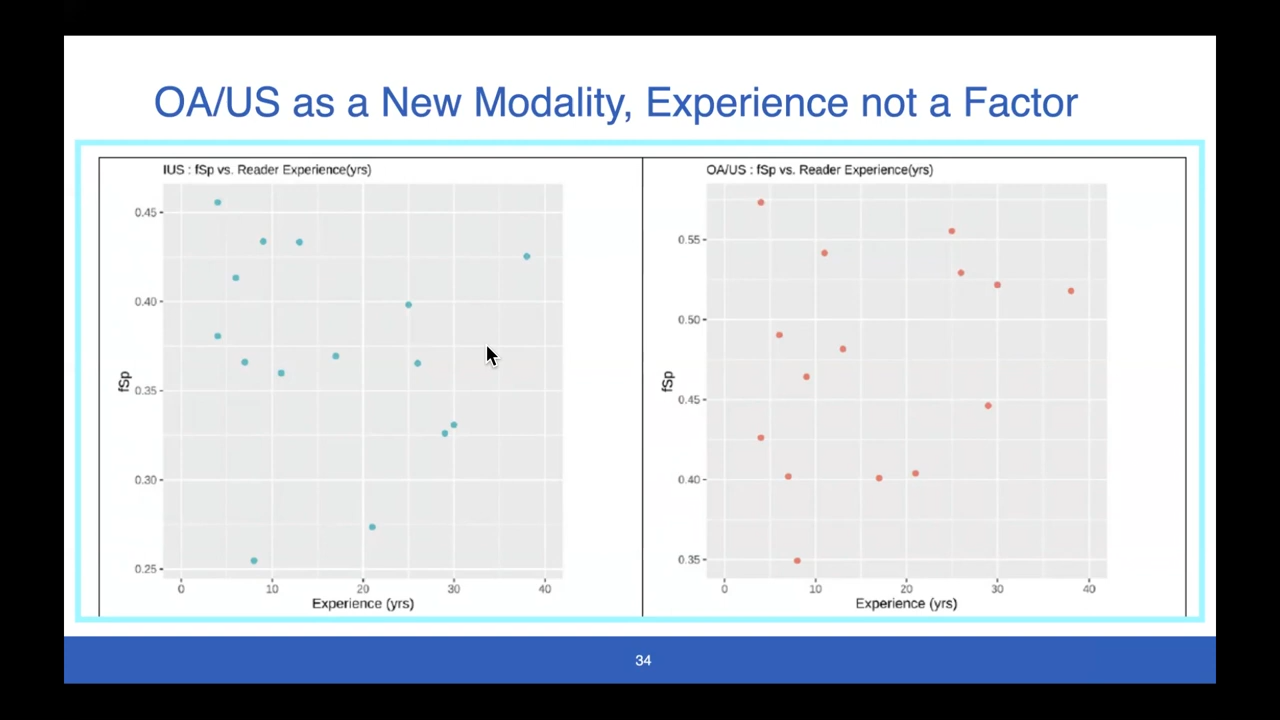 OA/US as a New Modality, Experience not a Factor
IUS : fSp vs. Reader Experience(yrs)
0.45
0.40
0.35
0.30
0.25
fSp
0 10 20 30 40
Experience (yrs)
OA/US : fSp vs. Reader Experience(yrs)
0.55
0.50
0.45
0.40
0.35
fSp
0 10 20 30 40
Experience (yrs)
34